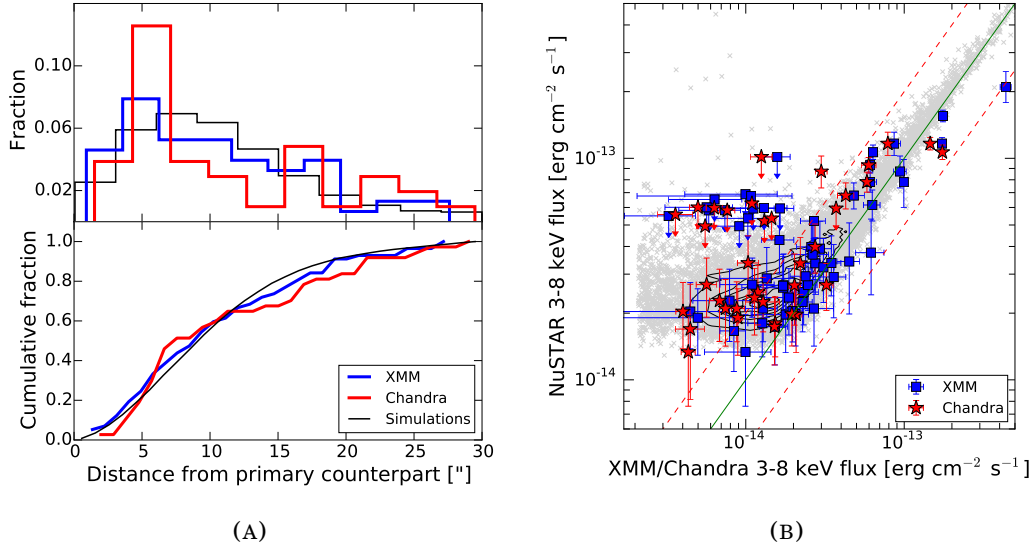 0.10
0.06
0.02
Fraction
1.0
0.8
0.6
0.4
0.2
0.0
Cumulative fraction
XMM
Chandra
Simulations
0 5 10 15 20 25 30
Distance from primary counterpart ["]
(A)
NuSTAR 3-8 keV flux [erg cm⁻² s⁻¹]
10⁻¹³
10⁻¹⁴
XMM
Chandra
10⁻¹⁴ 10⁻¹³
XMM/Chandra 3-8 keV flux [erg cm⁻² s⁻¹]
(B)